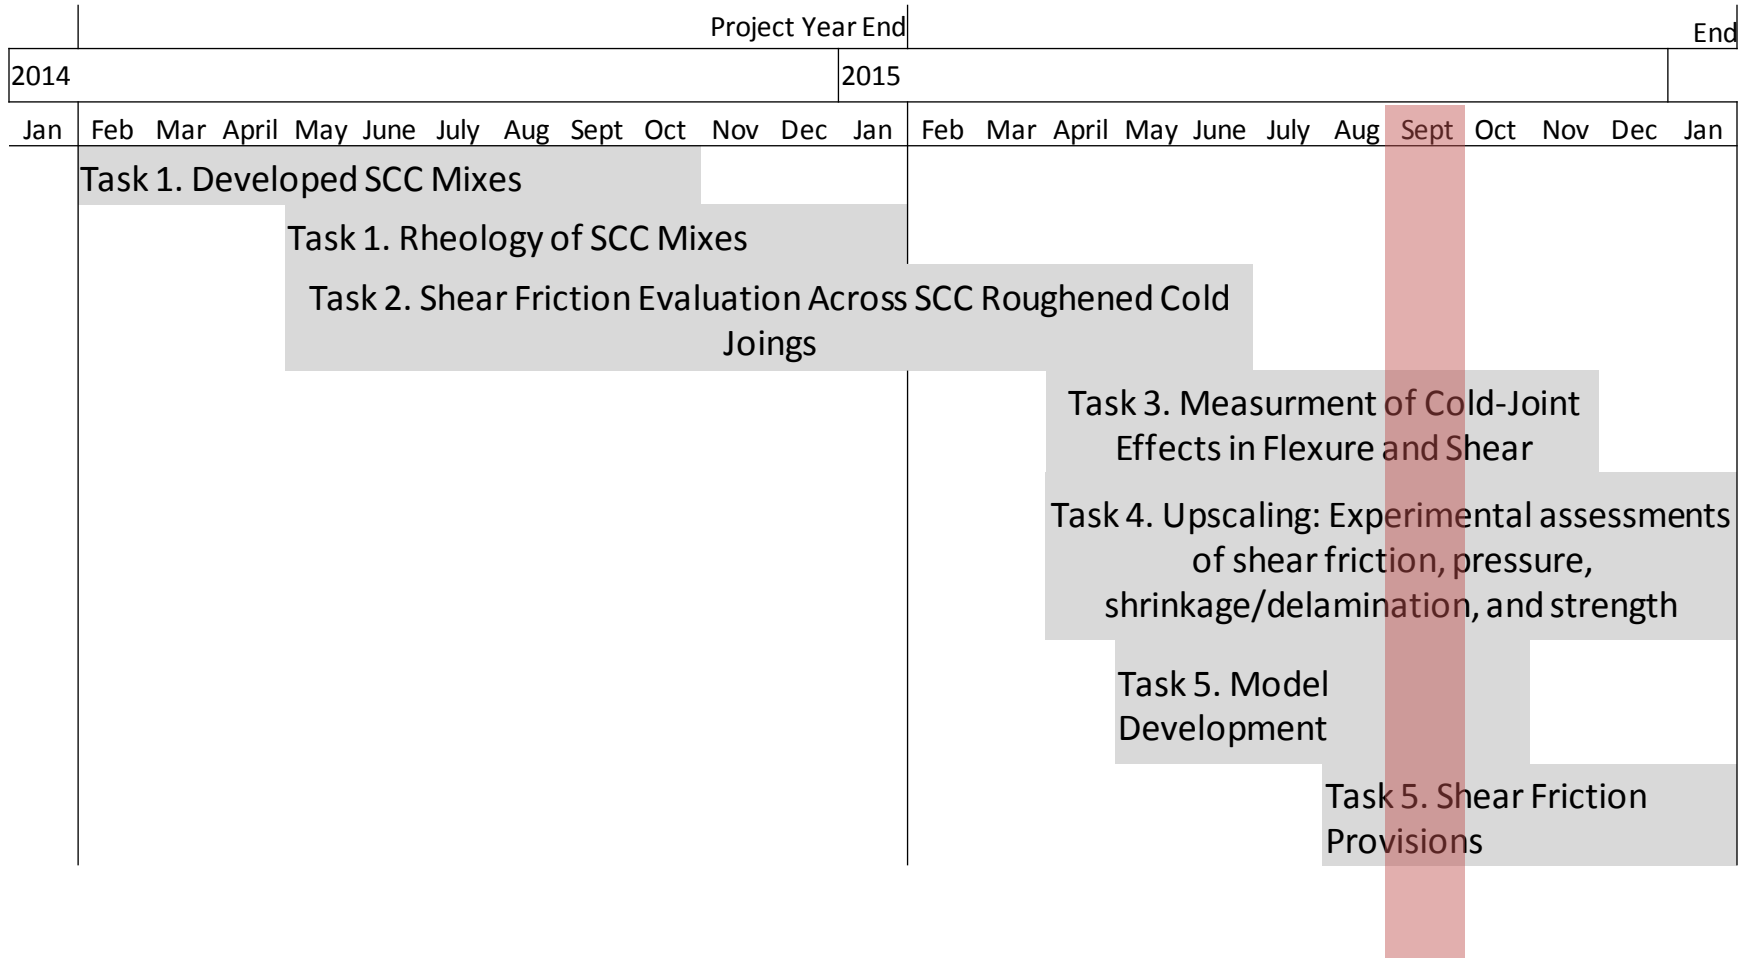 Project Year End
End
2014
2015
Jan Feb Mar April May June July Aug Sept Oct Nov Dec Jan Feb Mar April May June July Aug Sept Oct Nov Dec Jan
Task 1. Developed SCC Mixes
Task 1. Rheology of SCC Mixes
Task 2. Shear Friction Evaluation Across SCC Roughened Cold
Joings
Task 3. Measurment of Cold-Joint
Effects in Flexure and Shear
Task 4. Upscaling: Experimental assessments
of shear friction, pressure,
shrinkage/delamination, and strength
Task 5. Model
Development
Task 5. Shear Friction
Provisions